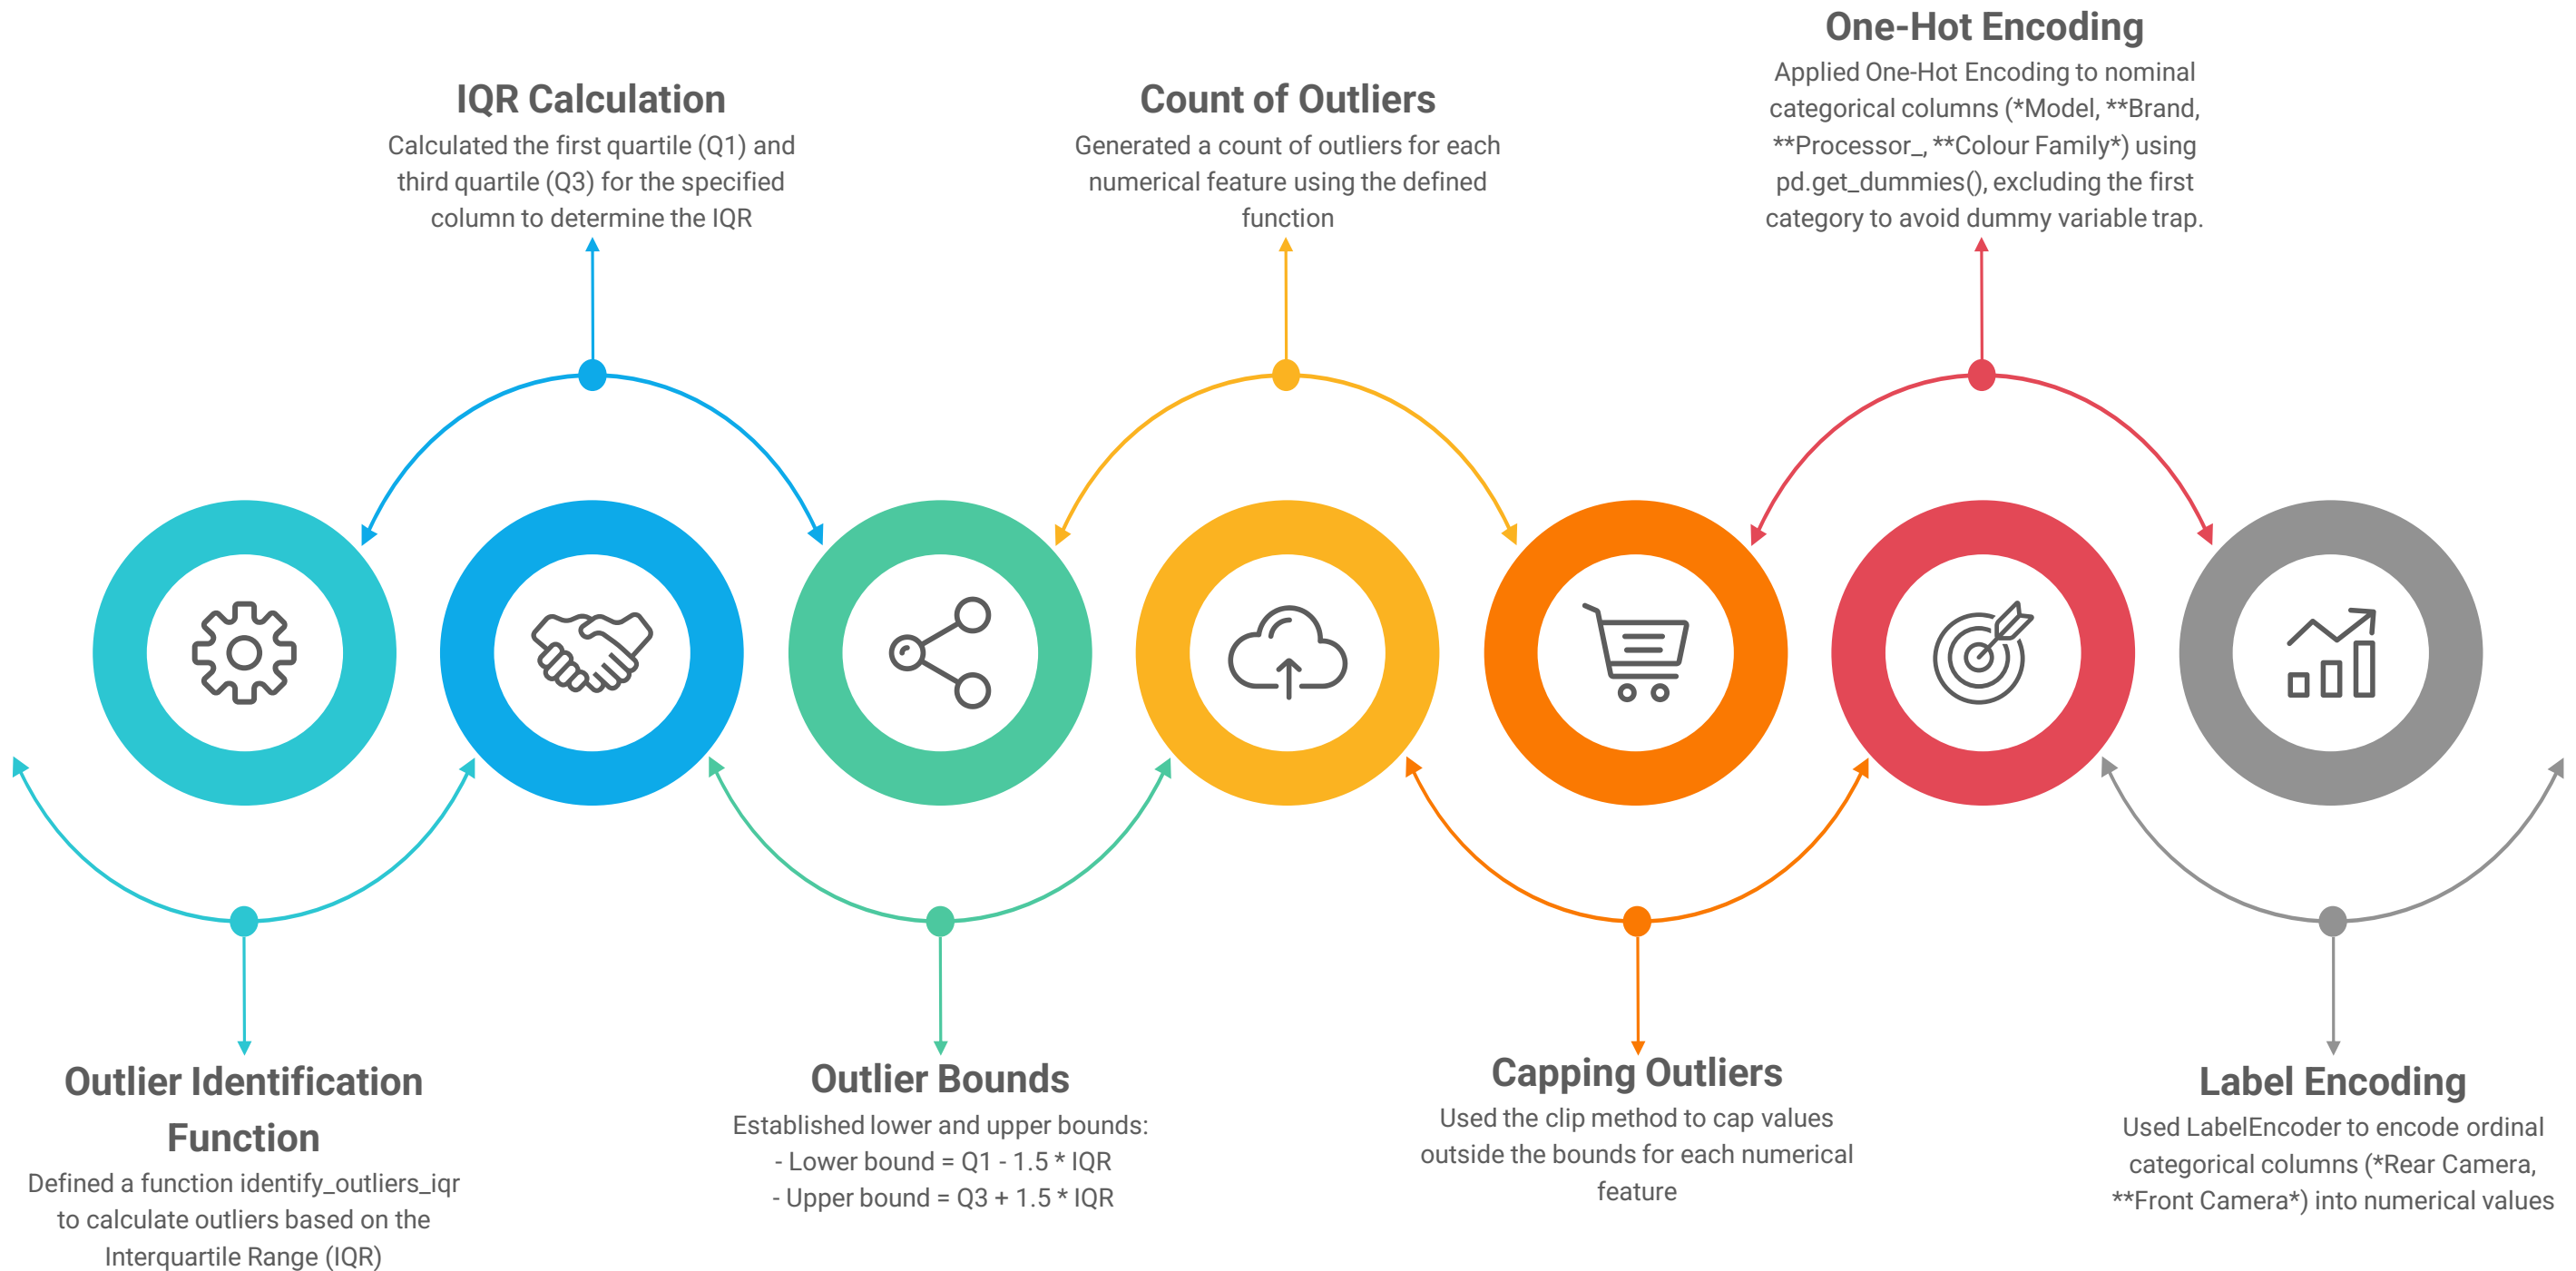 One-Hot Encoding
Applied One-Hot Encoding to nominal
categorical columns (*Model, **Brand,
**Processor_, **Colour Family*) using
pd.get_dummies(), excluding the first
category to avoid dummy variable trap.
IQR Calculation
Calculated the first quartile (Q1) and
third quartile (Q3) for the specified
column to determine the IQR
Count of Outliers
Generated a count of outliers for each
numerical feature using the defined
function
Outlier Identification
Function
Defined a function identify_outliers_iqr
to calculate outliers based on the
Interquartile Range (IQR)
Outlier Bounds
Established lower and upper bounds:
- Lower bound = Q1 - 1.5 * IQR
- Upper bound = Q3 + 1.5 * IQR
Capping Outliers
Used the clip method to cap values
outside the bounds for each numerical
feature
Label Encoding
Used LabelEncoder to encode ordinal
categorical columns (*Rear Camera,
**Front Camera*) into numerical values